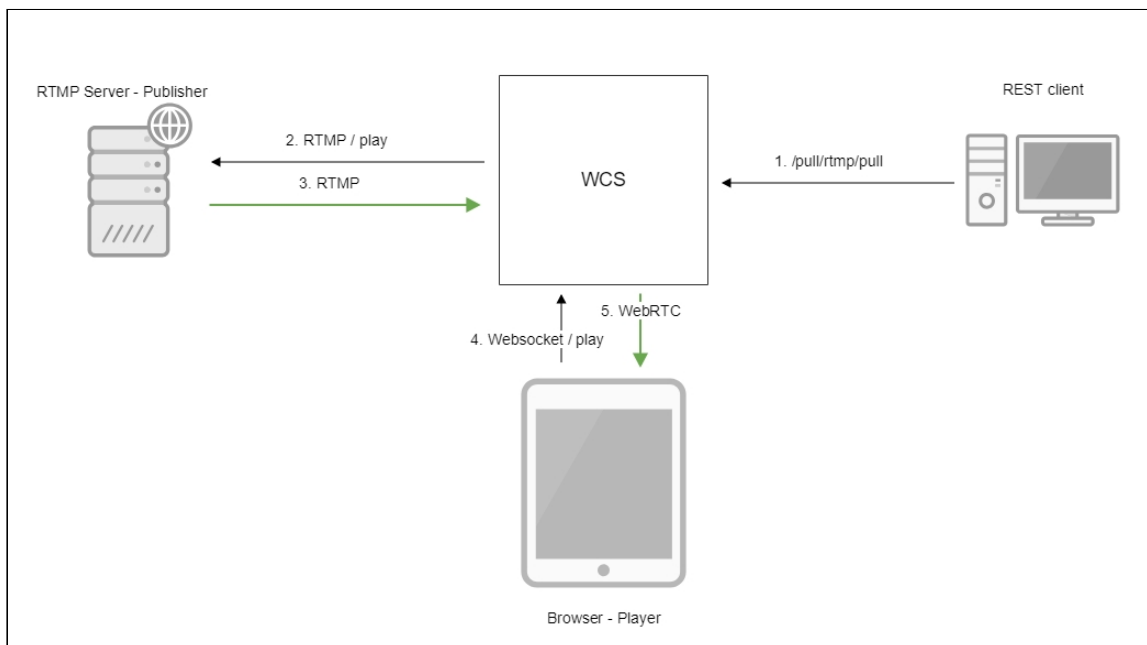 RTMP Server - Publisher
REST client
2. RTMP / play
1. /pull/rtmp/pull
3. RTMP
WCS
5. WebRTC
4. Websocket / play
Browser - Player